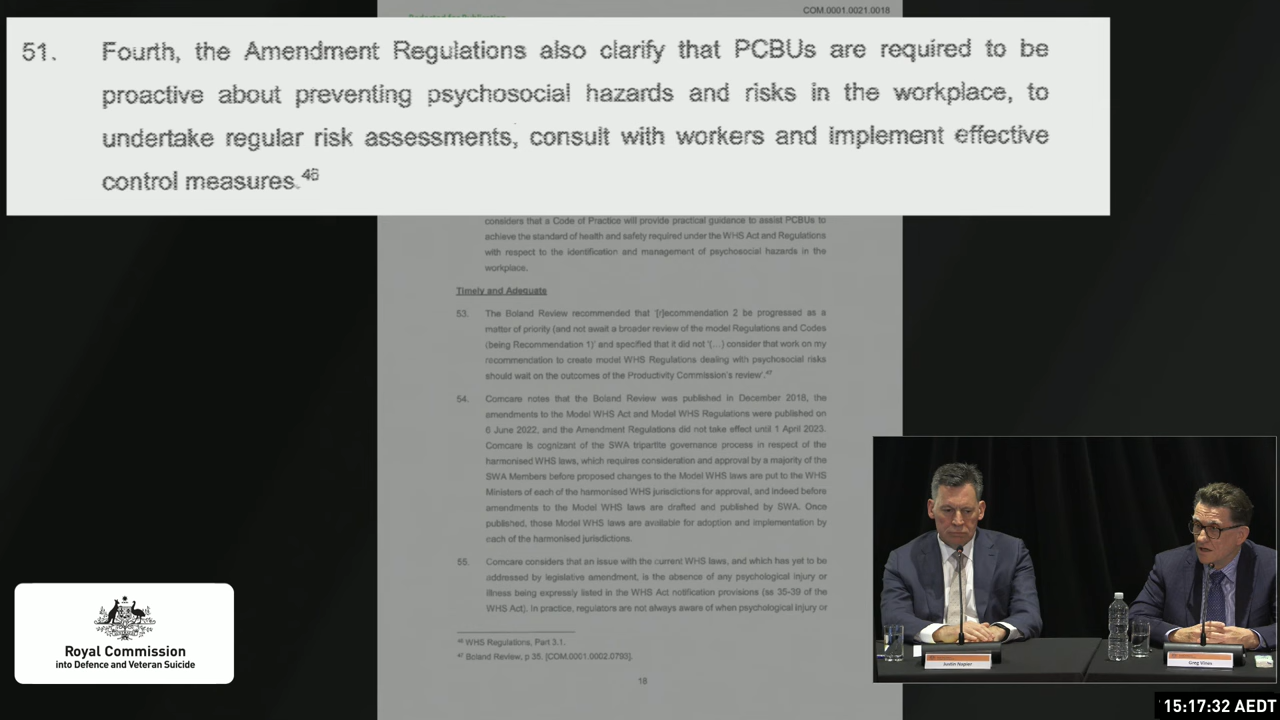 COM.0001.0021.0018
51. Fourth, the Amendment Regulations also clarify that PCBUs are required to be
proactive about preventing psychosocial hazards and risks in the workplace, to
undertake regular risk assessments, consult with workers and implement effective
control measures.46
considers that a Code of Practice will provide practical guidance to assist PCBUs to
achieve the standard of health and safety required under the WHS Act and Regulations
with respect to the identification and management of psychosocial hazards in the
workplace.
Timely and Adequate
53. The Boland Review recommended that '[r]ecommendation 2 be progressed as a
matter of priority (and not await a broader review of the model Regulations and Codes
(being Recommendation 1)' and specified that it did not '(...) consider that work on my
recommendation to create model WHS Regulations dealing with psychosocial risks
should wait on the outcomes of the Productivity Commission's review'.47
54. Comcare notes that the Boland Review was published in December 2018, the
amendments to the Model WHS Act and Model WHS Regulations were published on
6 June 2022, and the Amendment Regulations did not take effect until 1 April 2023.
Comcare is cognizant of the SWA tripartite governance process in respect of the
harmonised WHS laws, which requires consideration and approval by a majority of the
SWA Members before proposed changes to the Model WHS laws are put to the WHS
Ministers of each of the harmonised WHS jurisdictions for approval, and indeed before
amendments to the Model WHS laws are drafted and published by SWA. Once
published, those Model WHS laws are available for adoption and implementation by
each of the harmonised jurisdictions.
55. Comcare considers that an issue with the current WHS laws, and which has yet to be
addressed by legislative amendment, is the absence of any psychological injury or
illness being expressly listed in the WHS Act notification provisions (ss 35-39 of the
WHS Act). In practice, regulators are not always aware of when psychological injury or
46 WHS Regulations, Part 3.1.
47 Boland Review, p 35. [COM.0001.0002.0793].
18
Royal Commission
into Defence and Veteran Suicide
Justin Napier
Greg Vines
15:17:32 AEDT